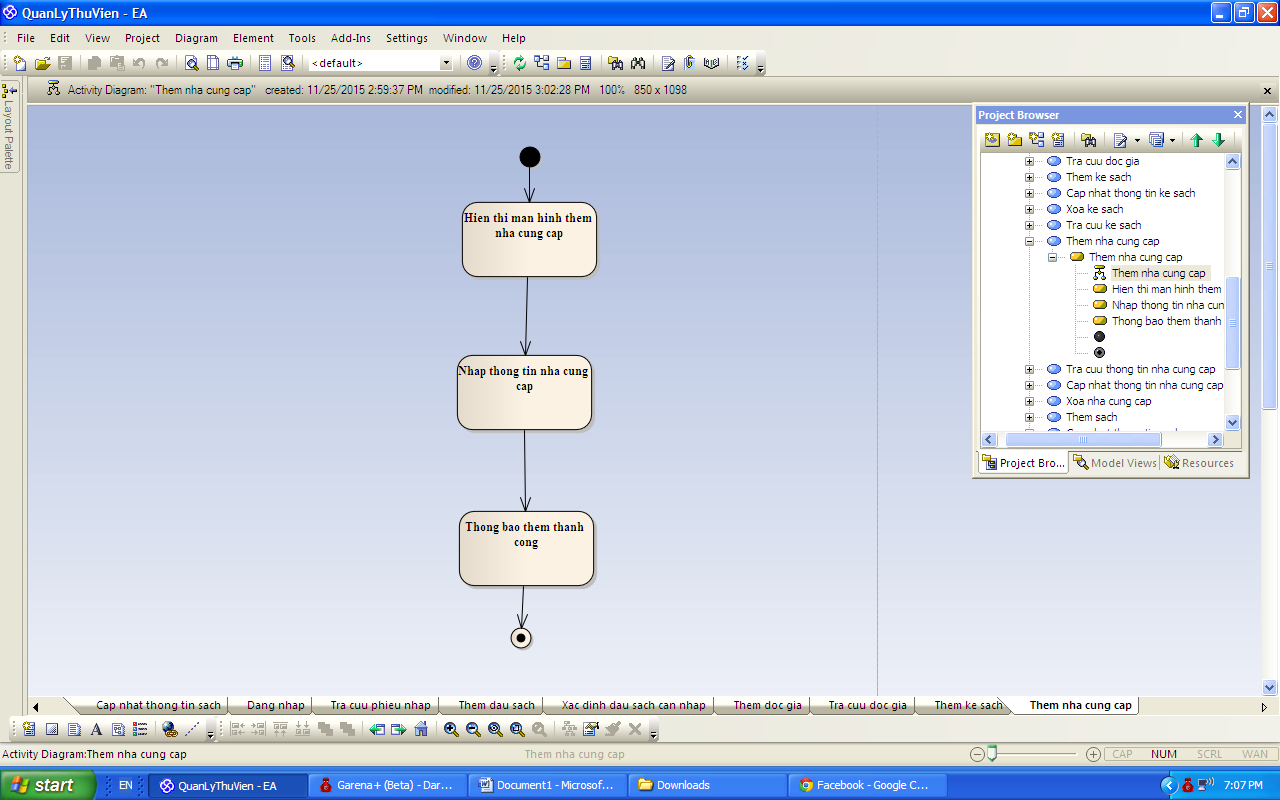 QuanLyThuVien - EA
File Edit View Project Diagram Element Tools Add-Ins Settings Window Help
<default>
Activity Diagram: "Them nha cung cap" created: 11/25/2015 2:59:37 PM modified: 11/25/2015 3:02:28 PM 100% 850 x 1098
Layout Palette
Hien thi man hinh them
nha cung cap
Nhap thong tin nha cung
cap
Thong bao them thanh
cong
Project Browser
Tra cuu doc gia
Them ke sach
Cap nhat thong tin ke sach
Xoa ke sach
Tra cuu ke sach
Them nha cung cap
Them nha cung cap
Them nha cung cap
Hien thi man hinh them
Nhap thong tin nha cun
Thong bao them thanh
Tra cuu thong tin nha cung cap
Cap nhat thong tin nha cung cap
Xoa nha cung cap
Them sach
Project Bro... Model Views Resources
Cap nhat thong tin sach Dang nhap Tra cuu phieu nhap Them dau sach Xac dinh dau sach can nhap Them doc gia Tra cuu doc gia Them ke sach Them nha cung cap
Activity Diagram:Them nha cung cap Them nha cung cap CAP NUM SCRL WAN
start EN QuanLyThuVien - EA Garena+ (Beta) - Dar... Document1 - Microsof... Downloads Facebook - Google C... 7:07 PM